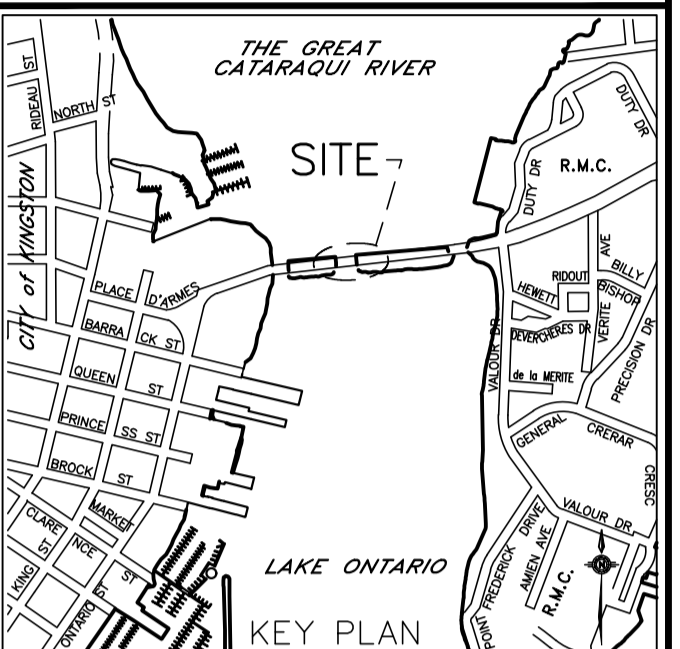 THE GREAT
CATARAQUI RIVER
RIDEAU ST
NORTH ST
SITE
DUTY DR
DUTY DR
R.M.C.
CITY of KINGSTON
PLACE D'ARMES
BARRA CK ST
QUEEN ST
PRINCE SS ST
BROCK ST
MARKET
CLARE NCE ST
KING ST
ONTARIO ST
RIDOUT
AVE
BILLY
BISHOP
HEWETT
VERITE
DEVERCHERES DR
VALOUR DR
de la MERITE
PRECISION DR
GENERAL CRERAR
CRESC
VALOUR DR
POINT FREDERICK DRIVE
AMIEN AVE
R.M.C.
N
LAKE ONTARIO
KEY PLAN